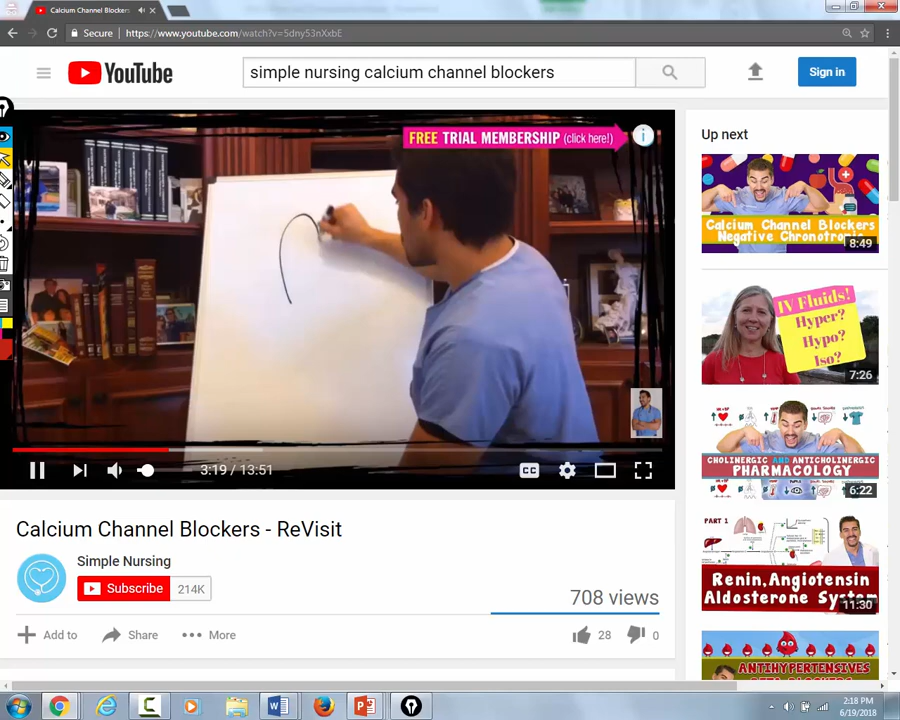 Calcium Channel Blockers
Secure
https://www.youtube.com/watch?v=5dny53nXxbE
YouTube
simple nursing calcium channel blockers
Sign in
FREE TRIAL MEMBERSHIP (click here!)
3:19 / 13:51
CC
Calcium Channel Blockers - ReVisit
Simple Nursing
Subscribe
214K
708 views
Add to
Share
More
28
0
Up next
Calcium Channel Blockers
Negative Chronotropic
8:49
IV Fluids!
Hyper?
Hypo?
Iso?
7:26
CHOLINERGIC AND ANTICHOLINERGIC
PHARMACOLOGY
6:22
PART 1
Renin, Angiotensin
Aldosterone System
11:30
ANTIHYPERTENSIVES
2:18 PM
6/19/2018